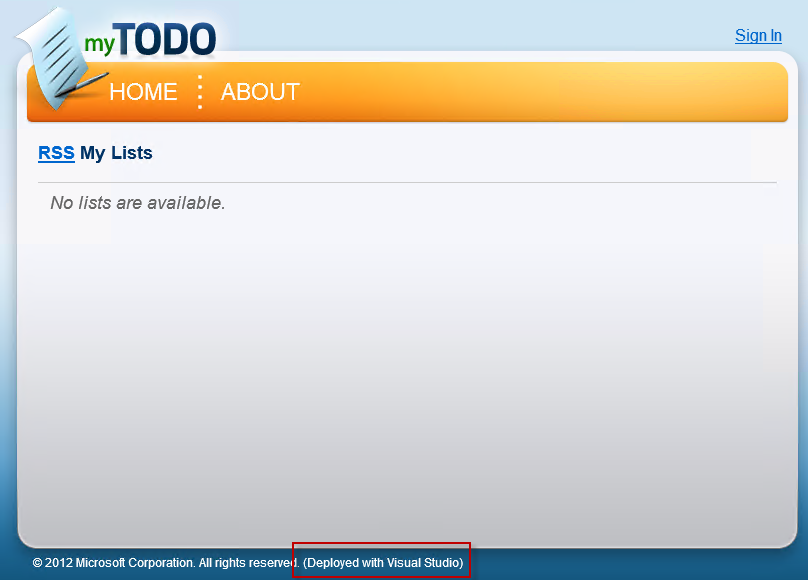 myTODO
Sign In
HOME ABOUT
RSS My Lists
No lists are available.
© 2012 Microsoft Corporation. All rights reserved. (Deployed with Visual Studio)